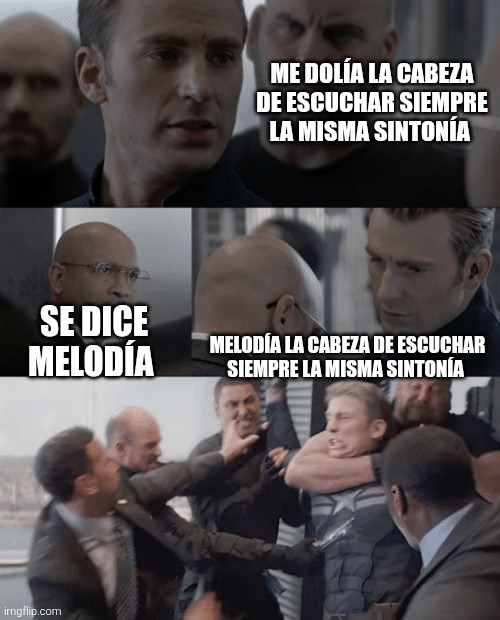 ME DOLÍA LA CABEZA
DE ESCUCHAR SIEMPRE
LA MISMA SINTONÍA
SE DICE
MELODÍA
MELODÍA LA CABEZA DE ESCUCHAR
SIEMPRE LA MISMA SINTONÍA
imgflip.com